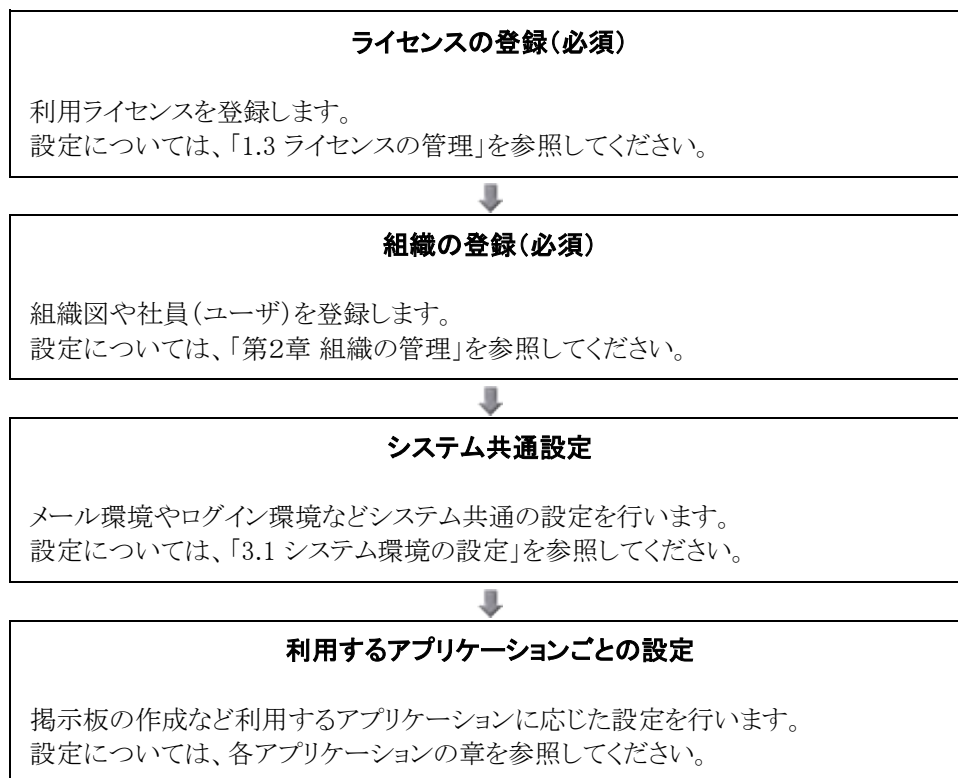 ライセンスの登録(必須)
利用ライセンスを登録します。
設定については、「1.3 ライセンスの管理」を参照してください。
組織の登録(必須)
組織図や社員(ユーザ)を登録します。
設定については、「第2章 組織の管理」を参照してください。
システム共通設定
メール環境やログイン環境などシステム共通の設定を行います。
設定については、「3.1 システム環境の設定」を参照してください。
利用するアプリケーションごとの設定
掲示板の作成など利用するアプリケーションに応じた設定を行います。
設定については、各アプリケーションの章を参照してください。